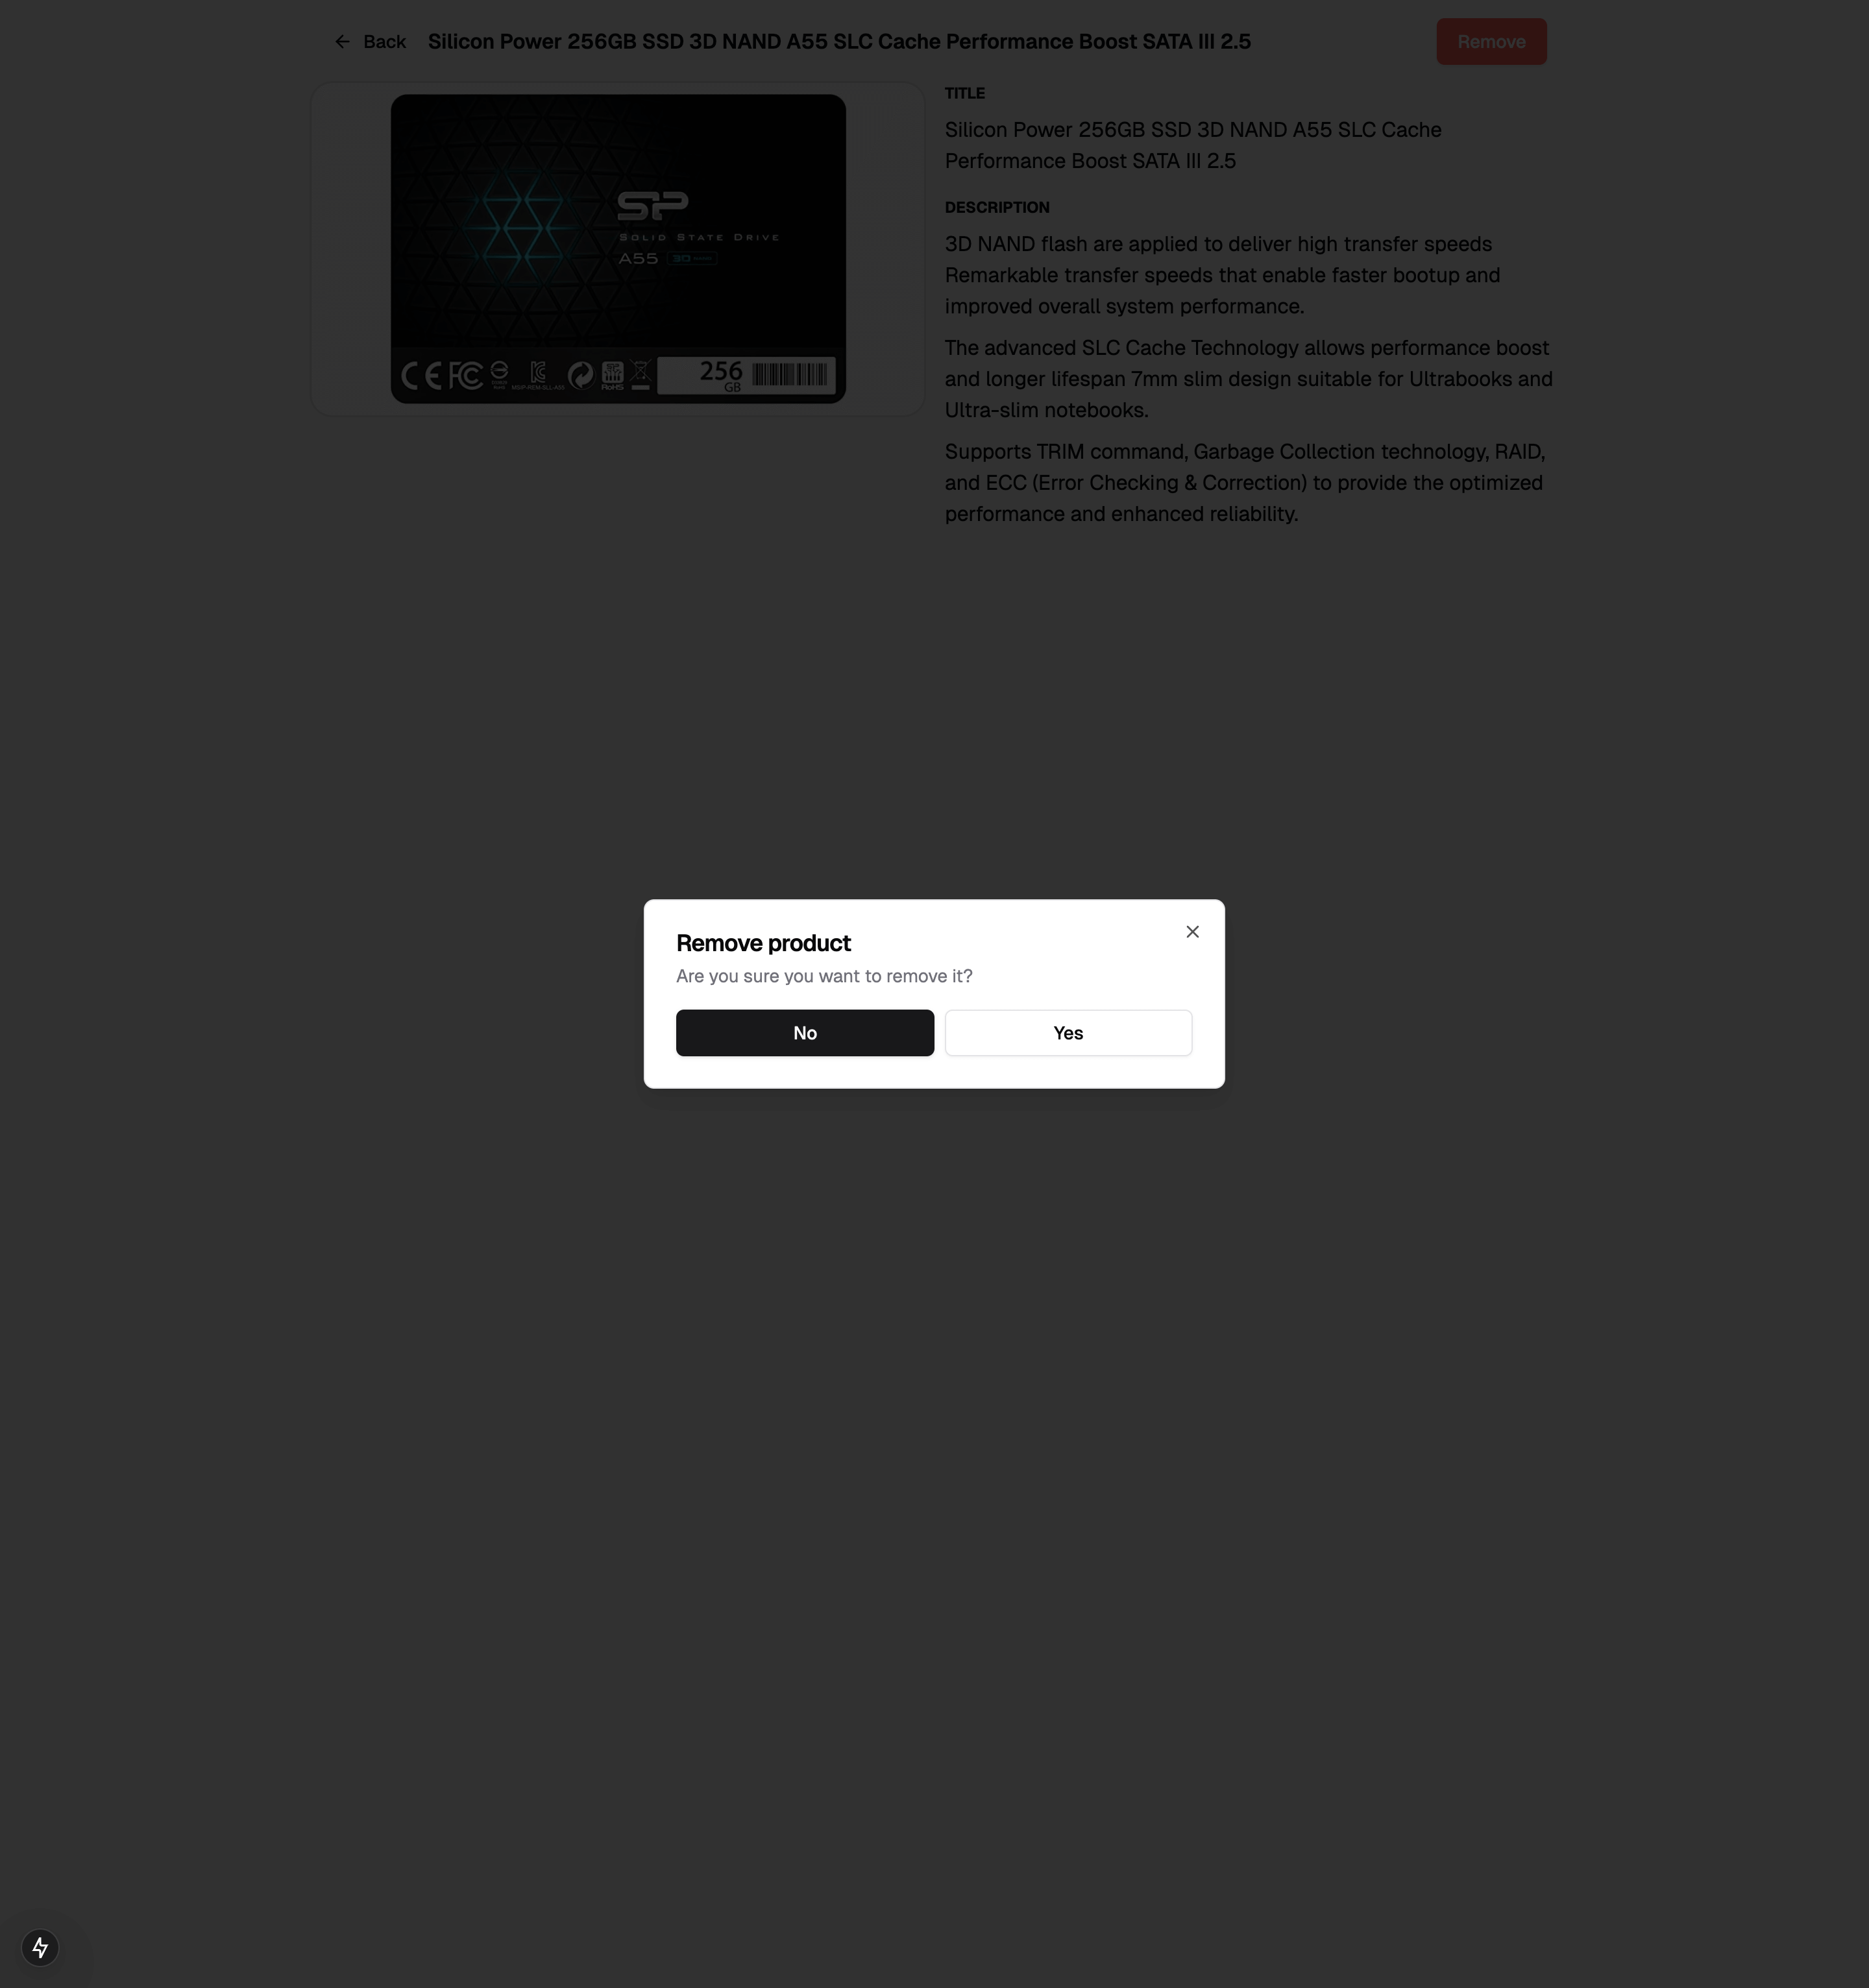 Back
Silicon Power 256GB SSD 3D NAND A55 SLC Cache Performance Boost SATA III 2.5
Remove
SP
Solid State Drive
A55
3D NAND
256
GB
RoHS
TITLE
Silicon Power 256GB SSD 3D NAND A55 SLC Cache
Performance Boost SATA III 2.5
DESCRIPTION
3D NAND flash are applied to deliver high transfer speeds
Remarkable transfer speeds that enable faster bootup and
improved overall system performance.
The advanced SLC Cache Technology allows performance boost
and longer lifespan 7mm slim design suitable for Ultrabooks and
Ultra-slim notebooks.
Supports TRIM command, Garbage Collection technology, RAID,
and ECC (Error Checking & Correction) to provide the optimized
performance and enhanced reliability.
Remove product
Are you sure you want to remove it?
No
Yes